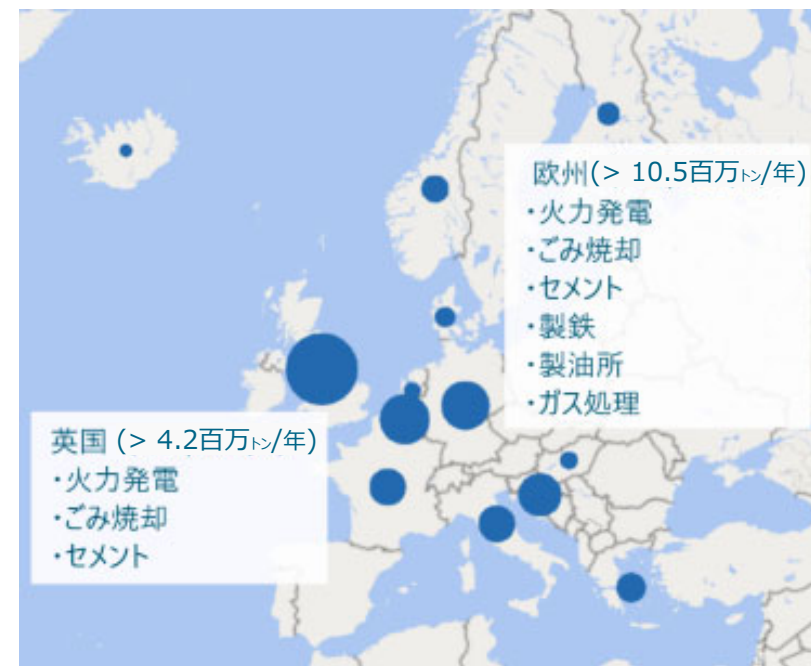 欧州(> 10.5百万㌧/年)
・火力発電
・ごみ焼却
・セメント
・製鉄
・製油所
・ガス処理
英国 (> 4.2百万㌧/年)
・火力発電
・ごみ焼却
・セメント